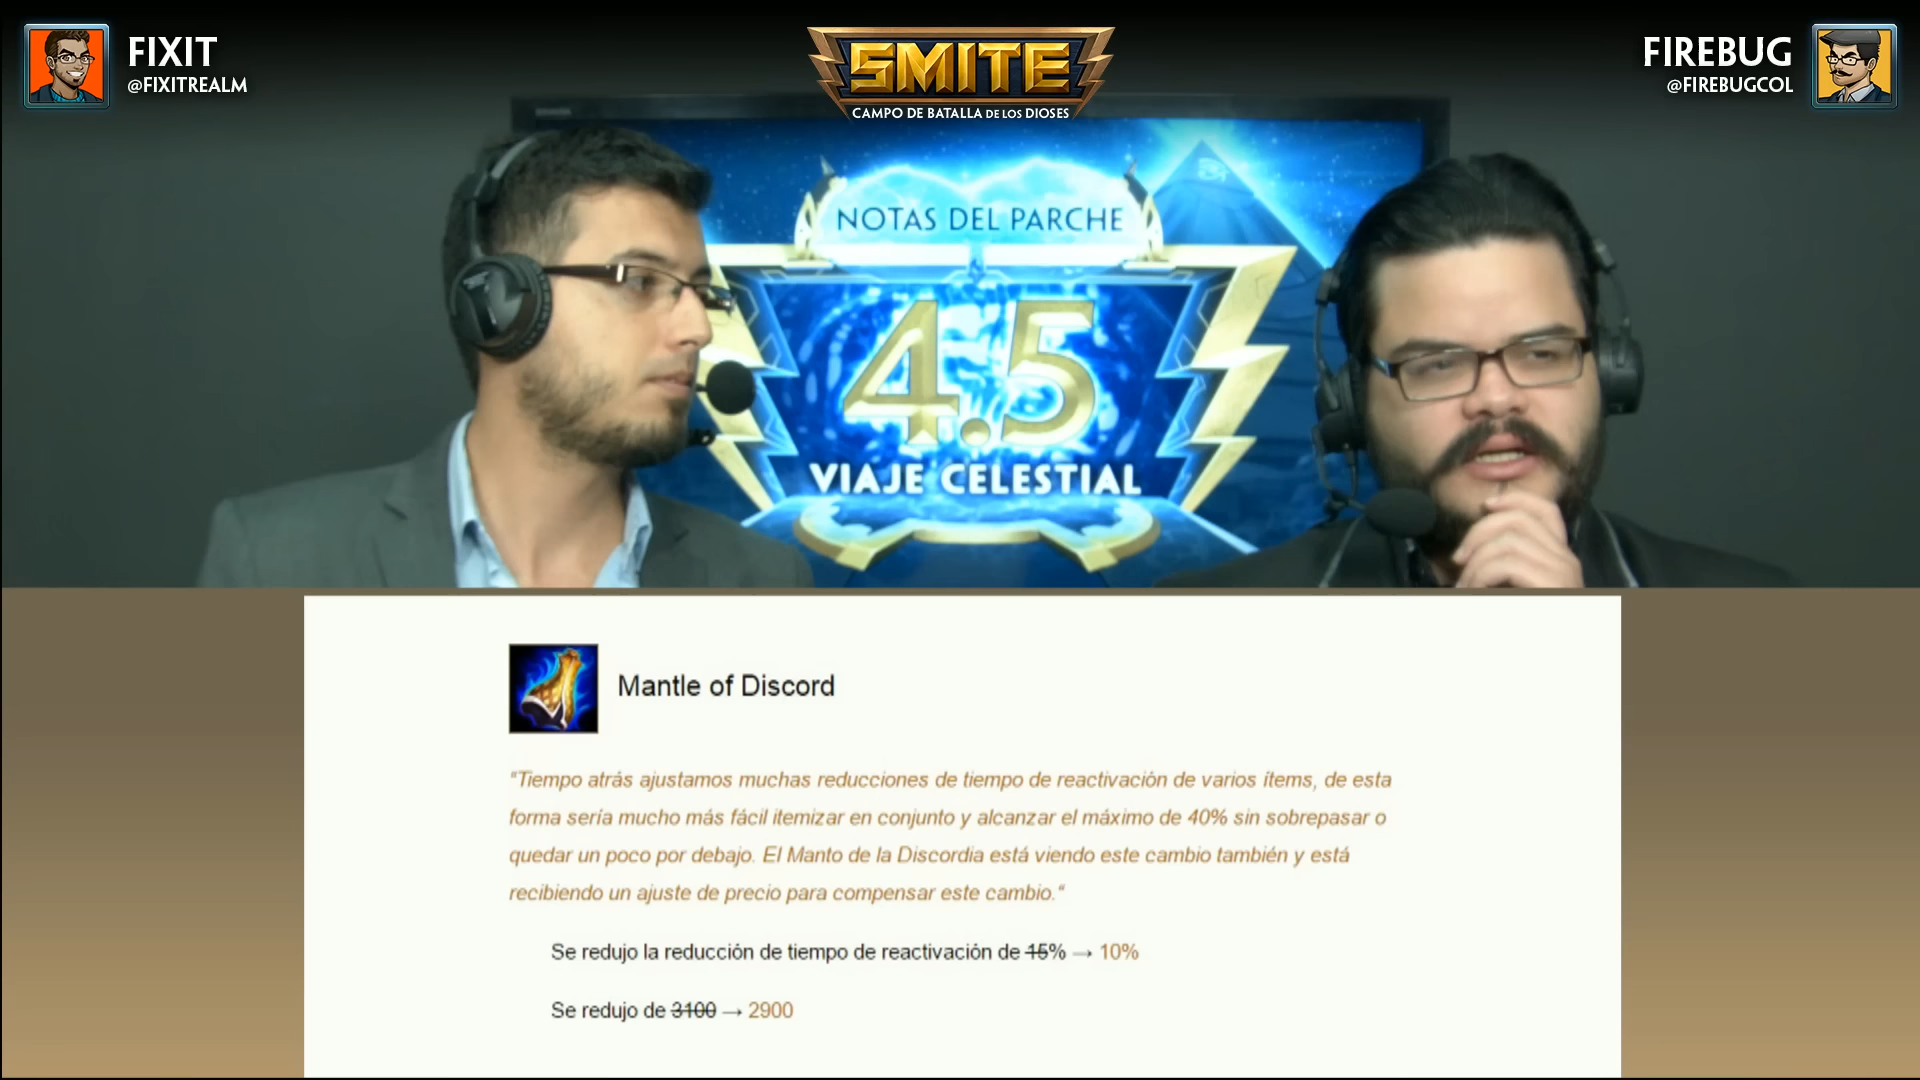 FIXIT
@FIXITREALM
SMITE
CAMPO DE BATALLA DE LOS DIOSES
FIREBUG
@FIREBUGCOL
NOTAS DEL PARCHE
4.5
VIAJE CELESTIAL
Mantle of Discord
“Tiempo atrás ajustamos muchas reducciones de tiempo de reactivación de varios ítems, de esta
forma sería mucho más fácil itemizar en conjunto y alcanzar el máximo de 40% sin sobrepasar o
quedar un poco por debajo. El Manto de la Discordia está viendo este cambio también y está
recibiendo un ajuste de precio para compensar este cambio.“
Se redujo la reducción de tiempo de reactivación de 15% → 10%
Se redujo de 3100 → 2900